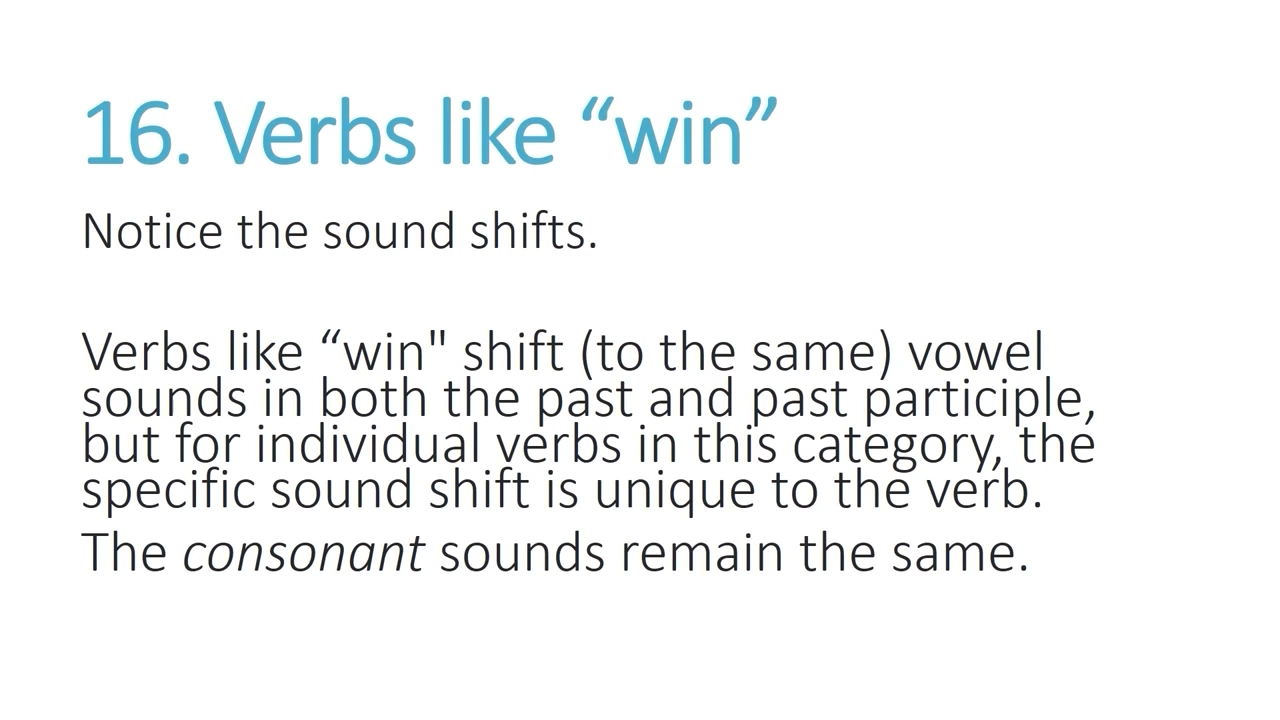 16. Verbs like “win”
Notice the sound shifts.
Verbs like “win" shift (to the same) vowel
sounds in both the past and past participle,
but for individual verbs in this category, the
specific sound shift is unique to the verb.
The consonant sounds remain the same.